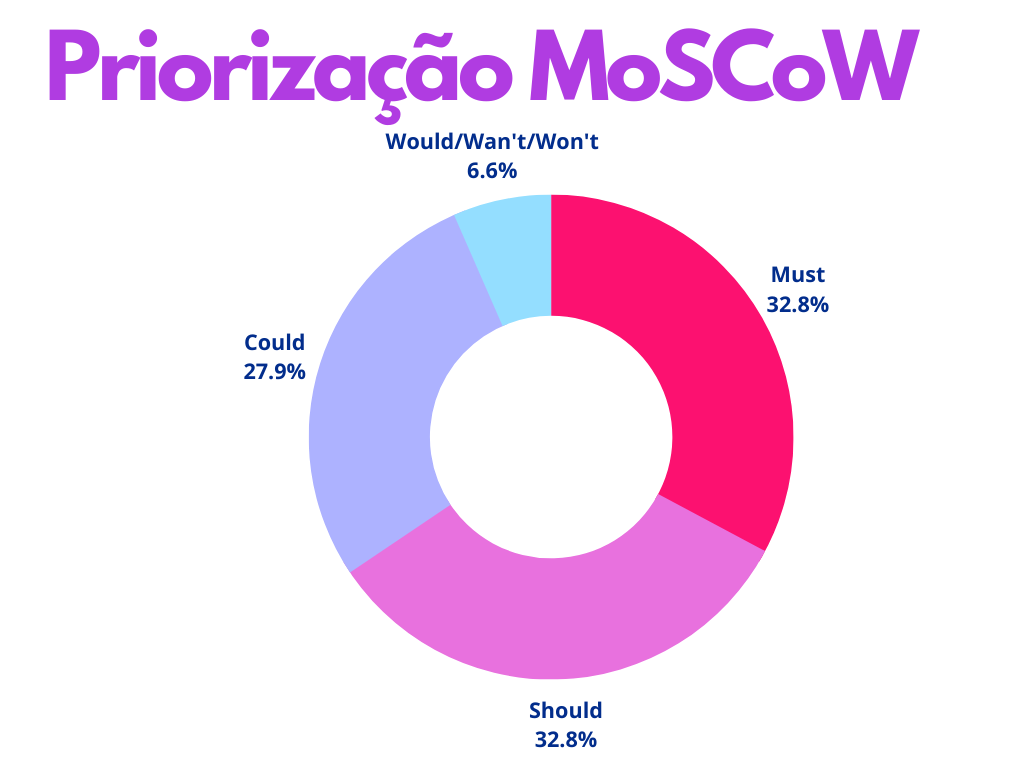 Priorização MoSCoW
Would/Wan't/Won't
6.6%
Must
32.8%
Could
27.9%
Should
32.8%